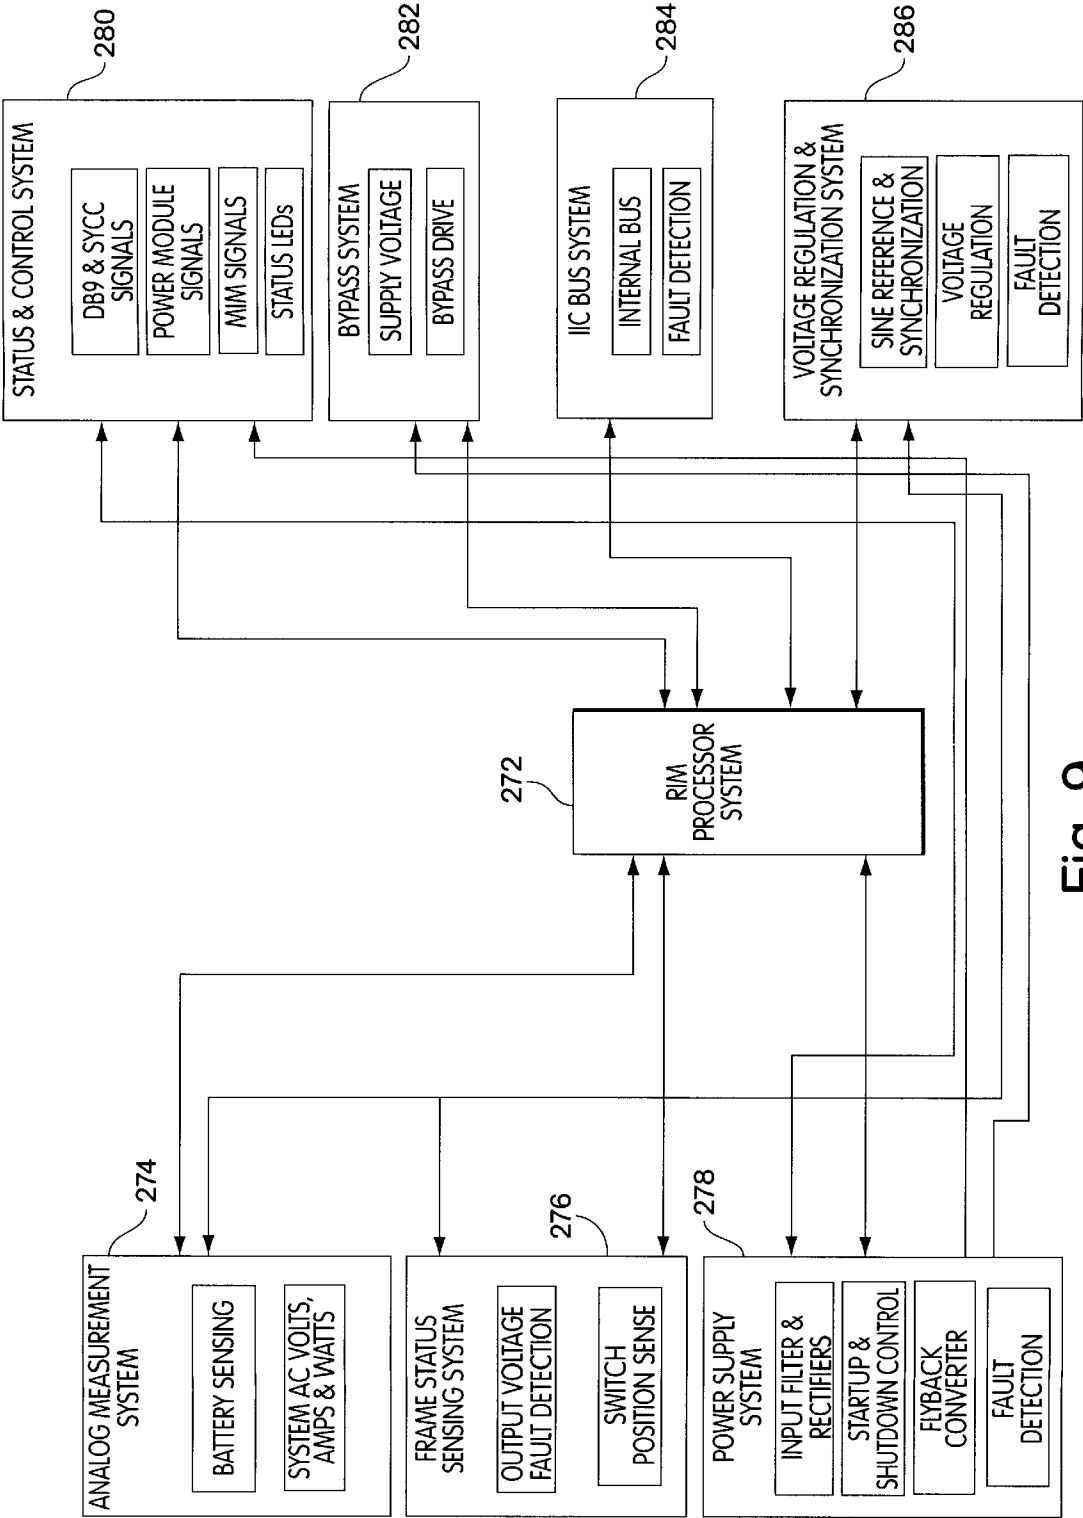 ANALOG MEASUREMENT
SYSTEM
BATTERY SENSING
SYSTEM AC VOLTS,
AMPS & WATTS
274
FRAME STATUS
SENSING SYSTEM
OUTPUT VOLTAGE
FAULT DETECTION
SWITCH
POSITION SENSE
276
POWER SUPPLY
SYSTEM
INPUT FILTER &
RECTIFIERS
STARTUP &
SHUTDOWN CONTROL
FLYBACK
CONVERTER
FAULT
DETECTION
278
272
RIM
PROCESSOR
SYSTEM
STATUS & CONTROL SYSTEM
DB9 & SYCC
SIGNALS
POWER MODULE
SIGNALS
MIM SIGNALS
STATUS LEDs
280
BYPASS SYSTEM
SUPPLY VOLTAGE
BYPASS DRIVE
282
IIC BUS SYSTEM
INTERNAL BUS
FAULT DETECTION
284
VOLTAGE REGULATION &
SYNCHRONIZATION SYSTEM
SINE REFERENCE &
SYNCHRONIZATION
VOLTAGE
REGULATION
FAULT
DETECTION
286
Fig. 9